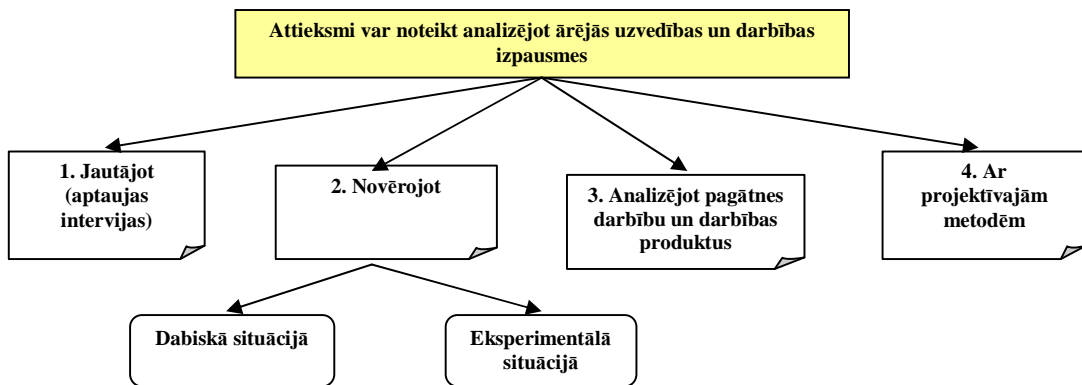 Attieksmi var noteikt analizējot ārējās uzvedības un darbības
izpausmes
1. Jautājot
(aptaujas
intervijas)
2. Novērojot
3. Analizējot pagātnes
darbību un darbības
produktus
4. Ar
projektīvajām
metodēm
Dabiskā situācijā
Eksperimentālā
situācijā